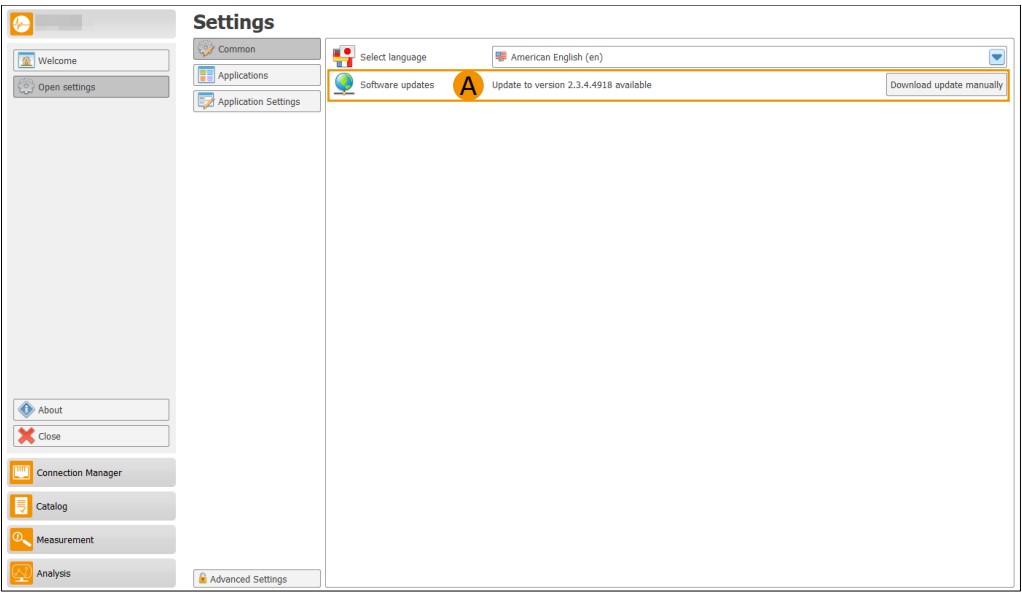 Settings
Welcome
Open settings
About
Close
Connection Manager
Catalog
Measurement
Analysis
Common
Applications
Application Settings
Advanced Settings
Select language
American English (en)
Software updates
A
Update to version 2.3.4.4918 available
Download update manually